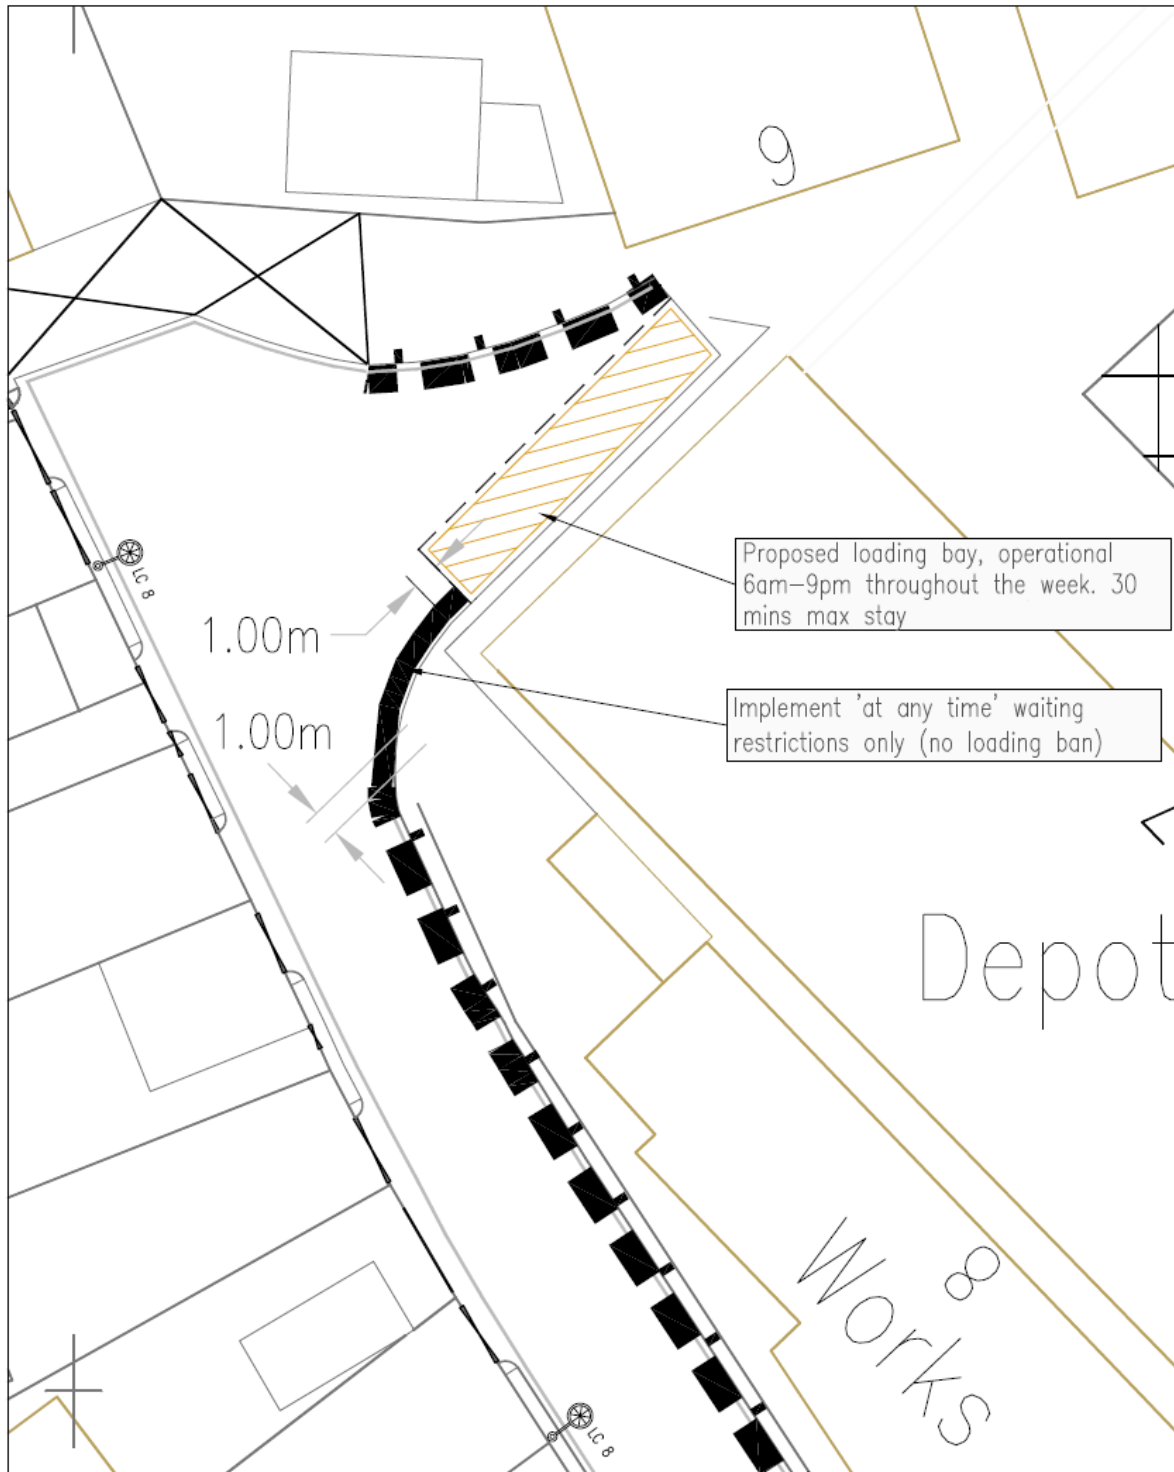 9
LC 8
Proposed loading bay, operational
6am-9pm throughout the week. 30
mins max stay
1.00m
Implement 'at any time' waiting
restrictions only (no loading ban)
1.00m
Depot
8
Works
LC 8